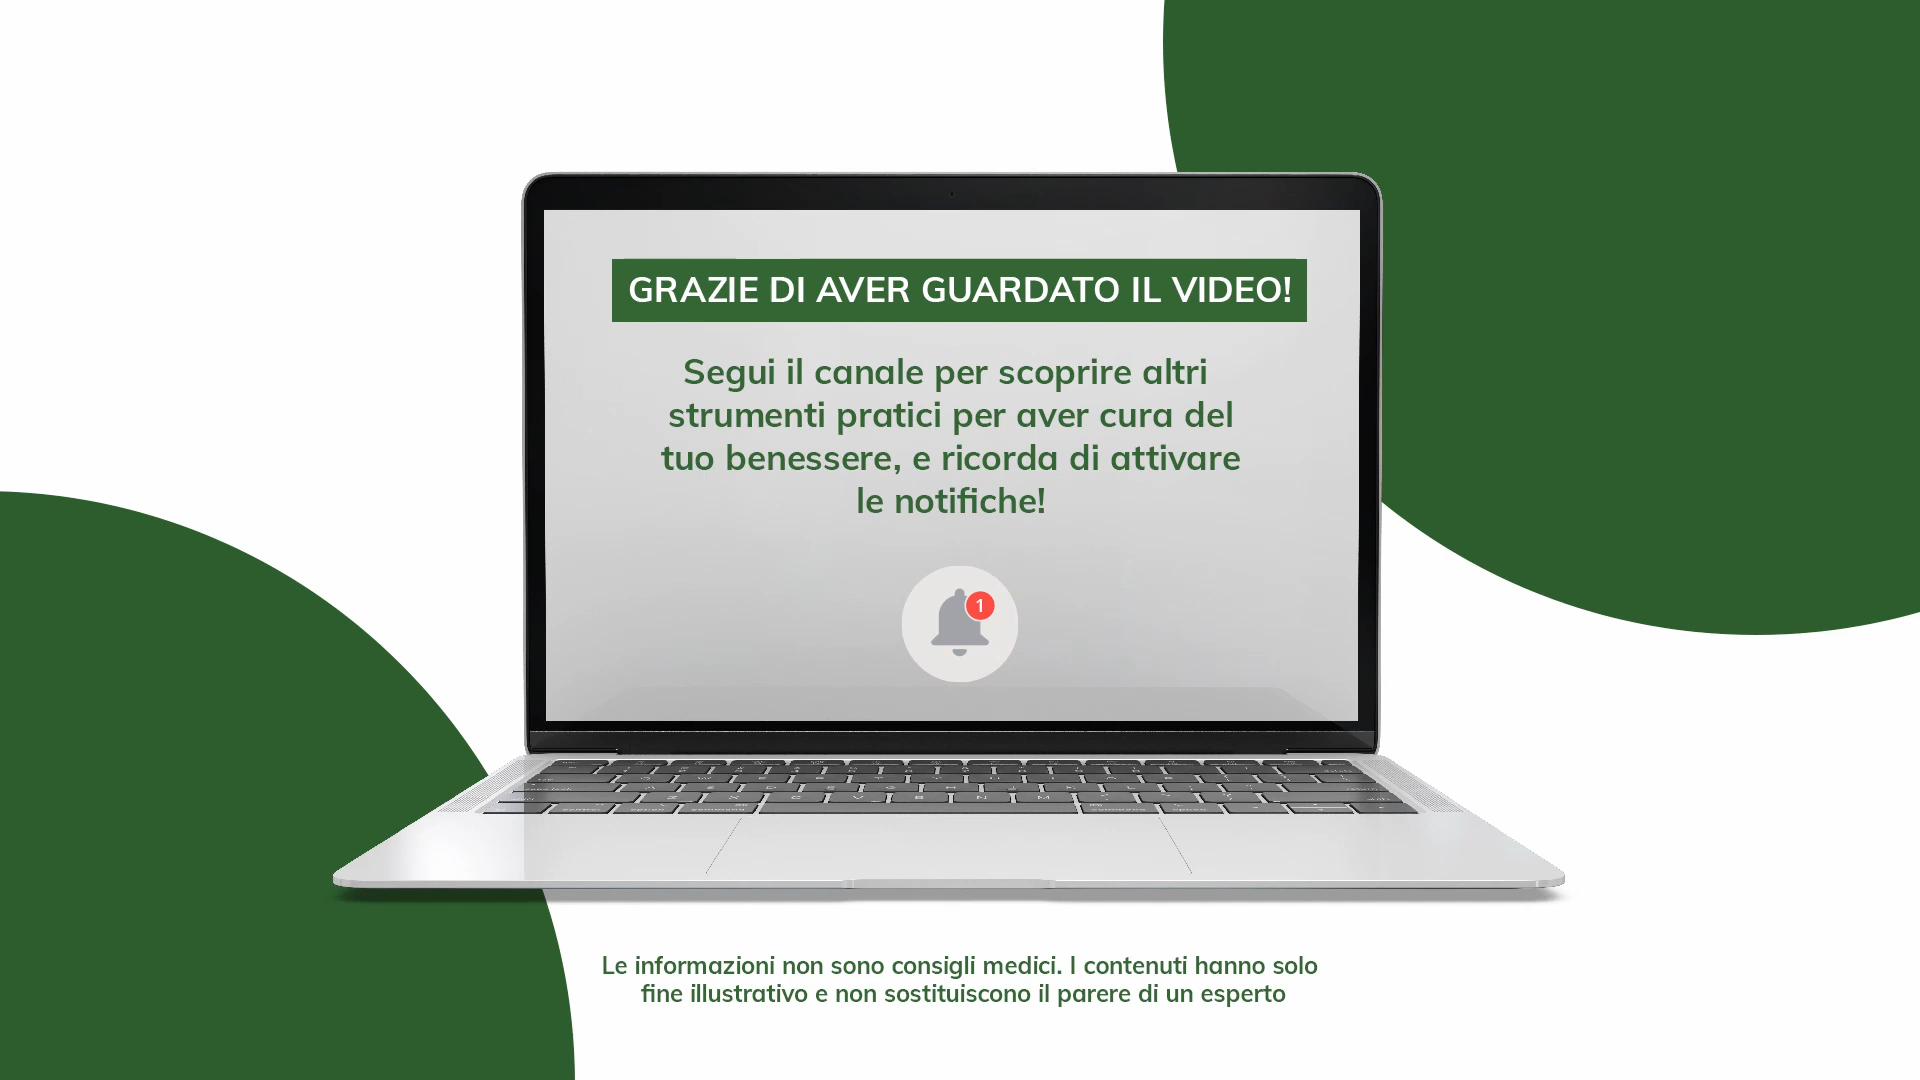 GRAZIE DI AVER GUARDATO IL VIDEO!
Segui il canale per scoprire altri
strumenti pratici per aver cura del
tuo benessere, e ricorda di attivare
le notifiche!
1
Le informazioni non sono consigli medici. I contenuti hanno solo
fine illustrativo e non sostituiscono il parere di un esperto